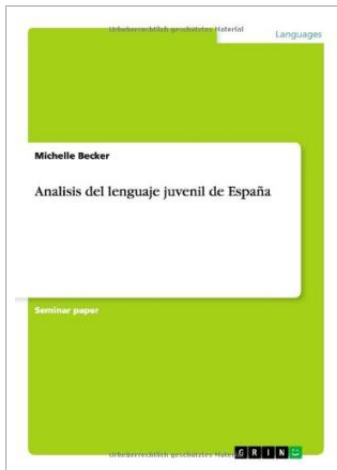 Urheberrechtlich geschütztes Material
Languages
Michelle Becker
Analisis del lenguaje juvenil de España
Seminar paper
Urheberrechtlich geschütztes Material
GRIN